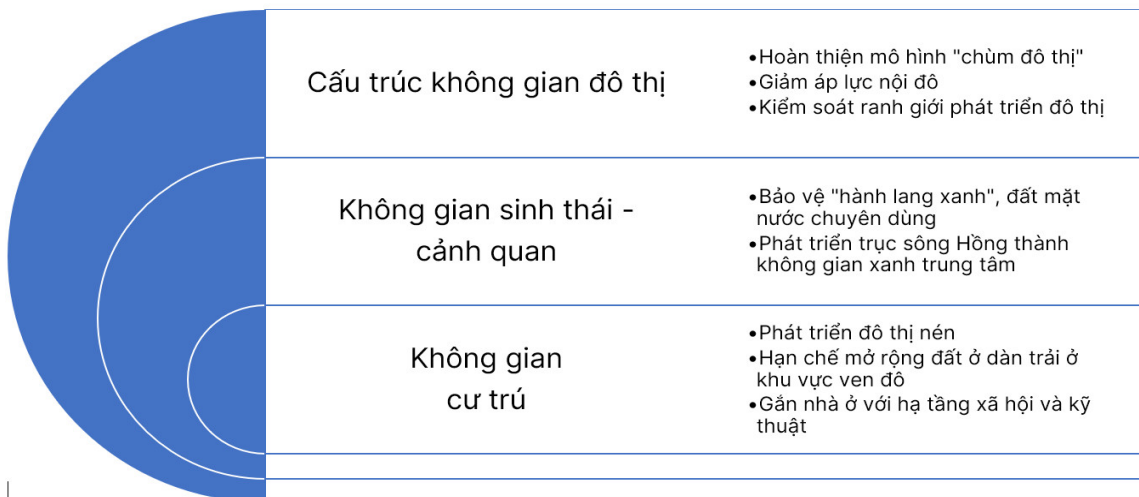 Cấu trúc không gian đô thị
•Hoàn thiện mô hình "chùm đô thị"
•Giảm áp lực nội đô
•Kiểm soát ranh giới phát triển đô thị
Không gian sinh thái -
cảnh quan
•Bảo vệ "hành lang xanh", đất mặt
nước chuyên dùng
•Phát triển trục sông Hồng thành
không gian xanh trung tâm
Không gian
cư trú
•Phát triển đô thị nén
•Hạn chế mở rộng đất ở dàn trải ở
khu vực ven đô
•Gắn nhà ở với hạ tầng xã hội và kỹ
thuật